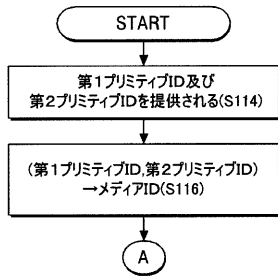 START
第1プリミティブID及び
第2プリミティブIDを提供される(S114)
(第1プリミティブID,第2プリミティブID)
→メディアID(S116)
A